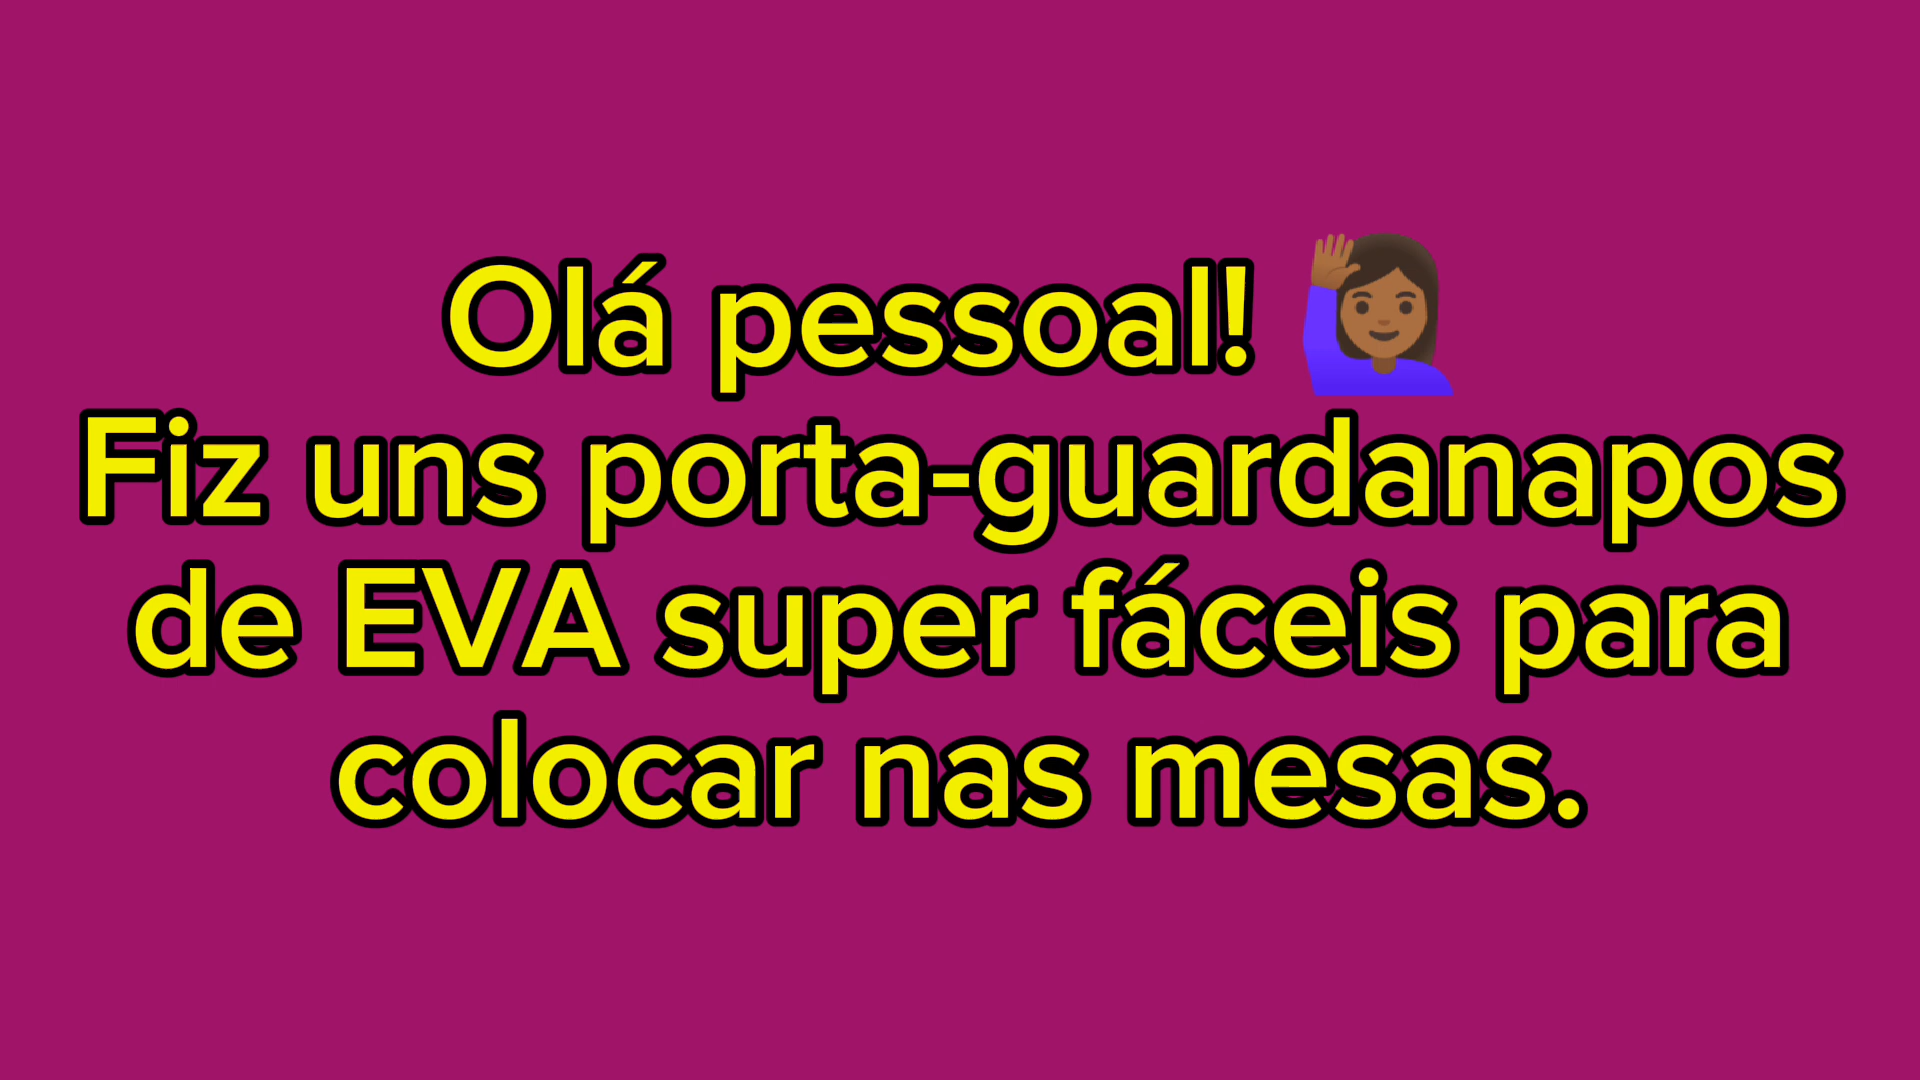 Olá pessoal! 🙋🏾‍♀️
Fiz uns porta-guardanapos
de EVA super fáceis para
colocar nas mesas.